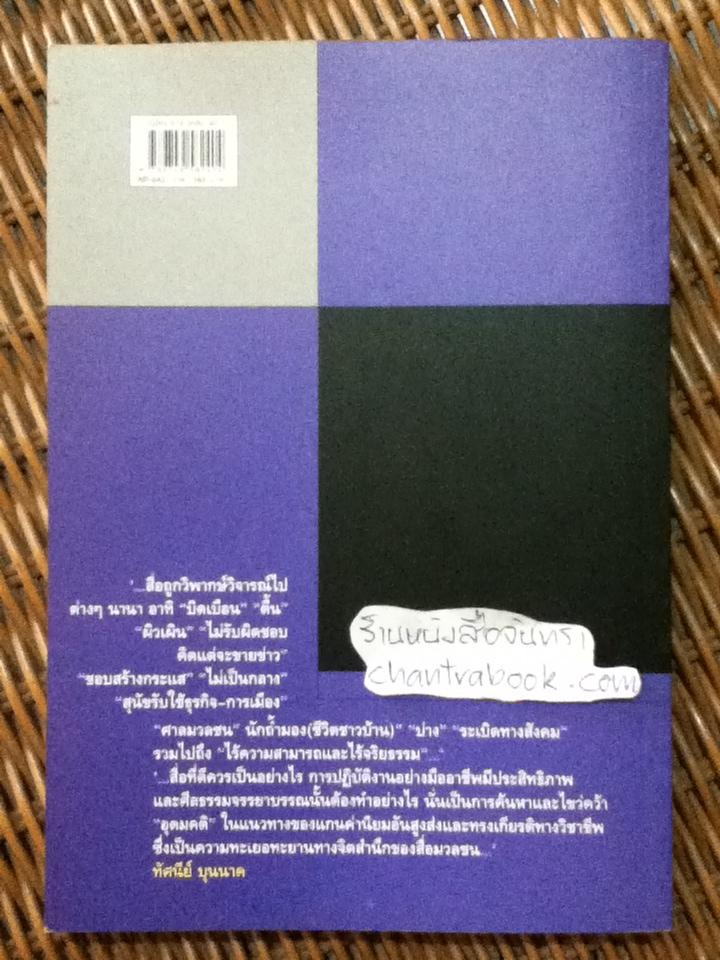 '....สื่อถูกวิพากษ์วิจารณ์ไป
ต่างๆ นานา อาทิ "บิดเบือน" "ตื้น"
"ผิวเผิน" "ไม่รับผิดชอบ
คิดแต่จะขายข่าว"
"ชอบสร้างกระแส" "ไม่เป็นกลาง"
"สุนัขรับใช้ธุรกิจ-การเมือง"
"ศาลมวลชน" นักถ้ำมอง(ชีวิตชาวบ้าน)" "ปาง" "ระเบิดทางสังคม"
รวมไปถึง "ไร้ความสามารถและไร้จริยธรรม"....'
'....สื่อที่ดีควรเป็นอย่างไร การปฏิบัติงานอย่างมืออาชีพมีประสิทธิภาพ
และศีลธรรมจรรยาบรรณนั้นต้องทำอย่างไร นั่นเป็นการค้นหาและไขว่คว้า
"อุดมคติ" ในแนวทางของแกนค่านิยมอันสูงส่งและทรงเกียรติทางวิชาชีพ
ซึ่งเป็นความทะเยอทะยานทางจิตสำนึกของสื่อมวลชน....'
ทัศนีย์ บุนนาค
ร้านหนังสือจันทรา
chantrabook.com